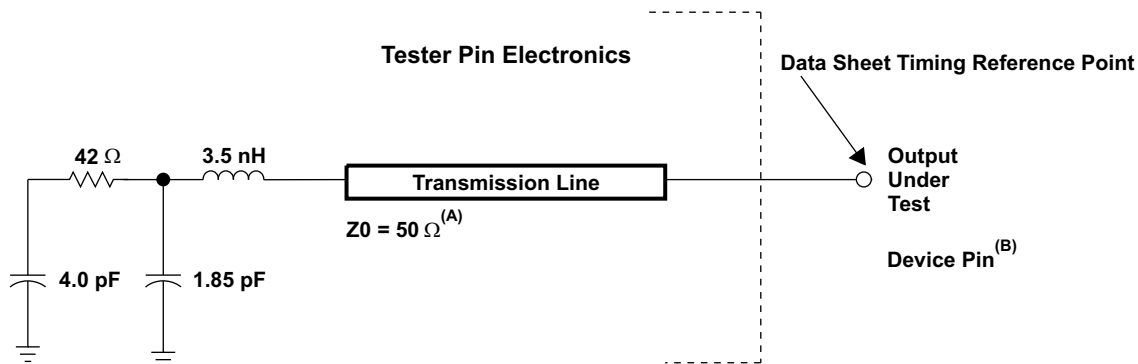 Tester Pin Electronics
Data Sheet Timing Reference Point
42 Ω
3.5 nH
Transmission Line
Output
Under
Test
Z0 = 50 Ω(A)
Device Pin(B)
4.0 pF
1.85 pF